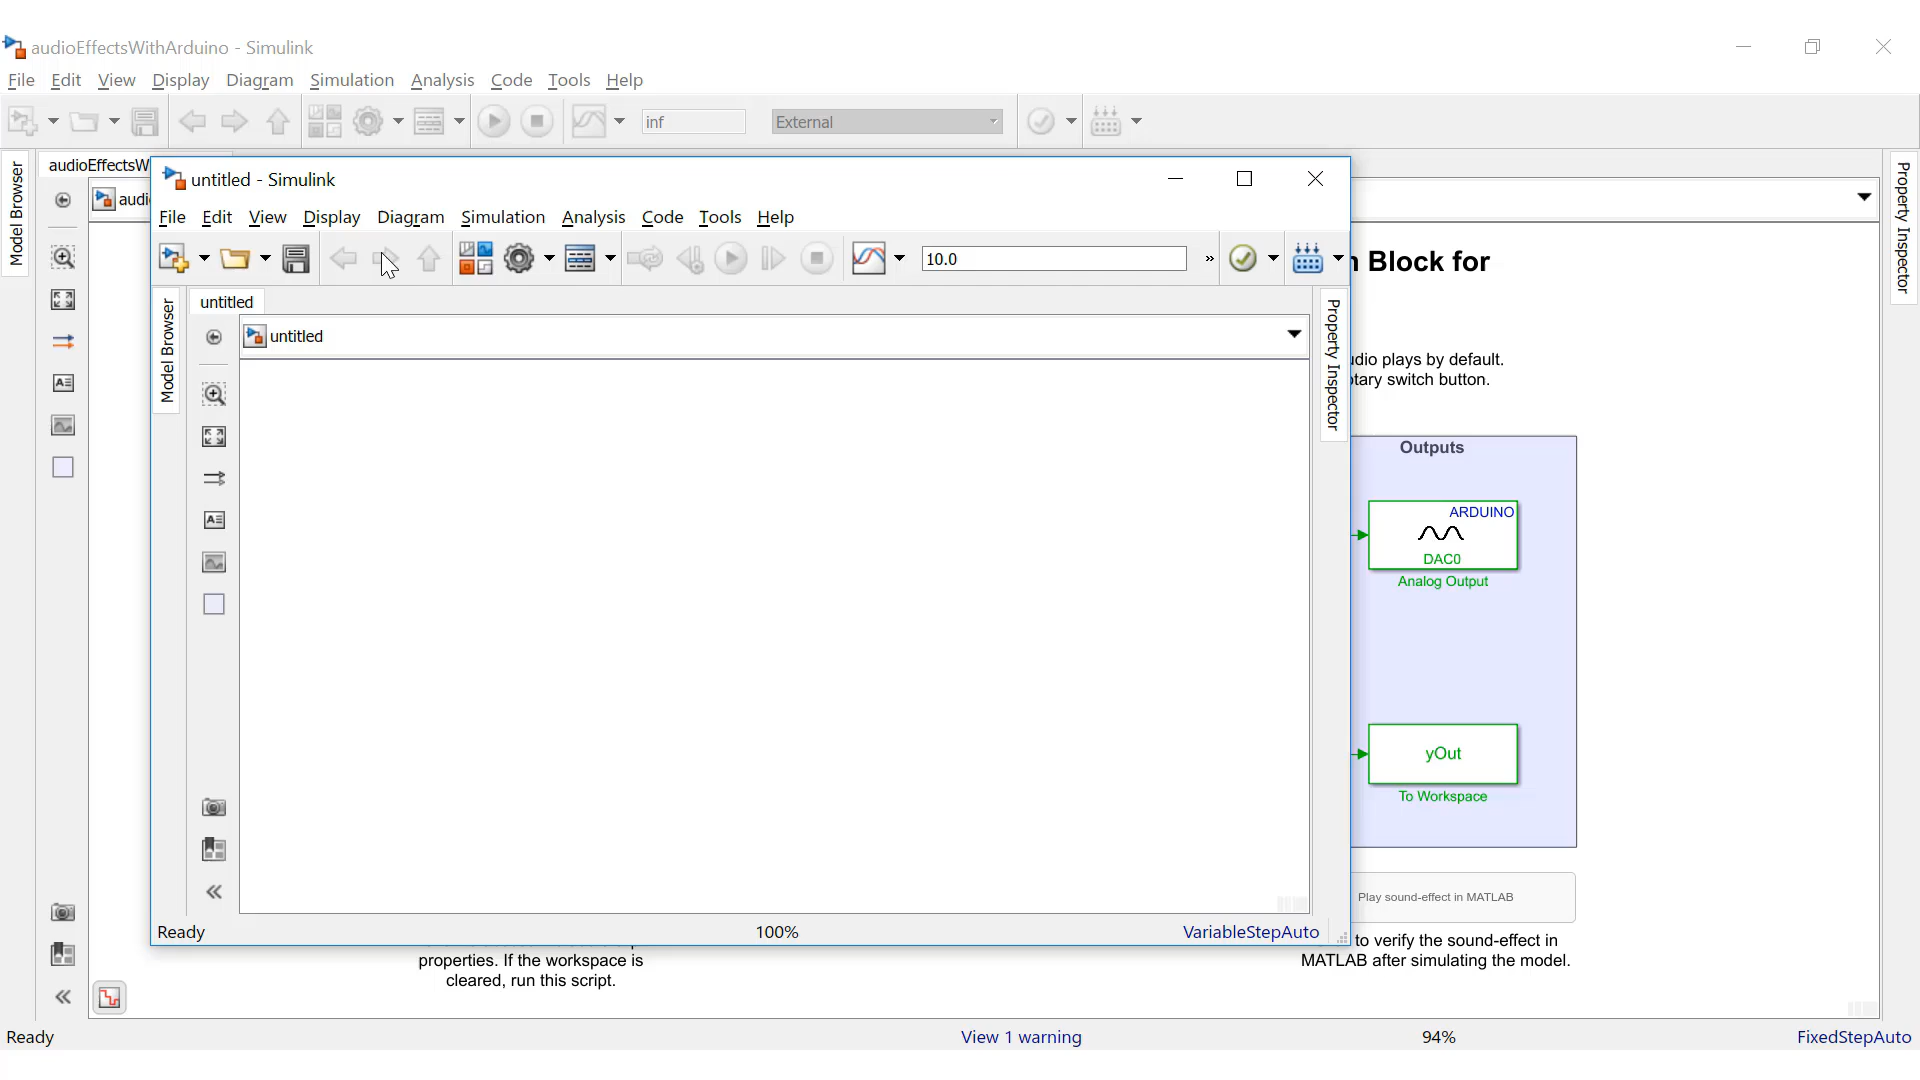 audioEffectsWithArduino - Simulink
File Edit View Display Diagram Simulation Analysis Code Tools Help
inf
External
Model Browser
audioEffectsW
audi
Property Inspector
untitled - Simulink
File Edit View Display Diagram Simulation Analysis Code Tools Help
10.0
»
Model Browser
untitled
untitled
Property Inspector
Ready
100%
VariableStepAuto
Block for
audio plays by default.
switch button.
Outputs
ARDUINO
DAC0
Analog Output
yOut
To Workspace
Play sound-effect in MATLAB
to verify the sound-effect in
MATLAB after simulating the model.
properties. If the workspace is
cleared, run this script.
Ready
View 1 warning
94%
FixedStepAuto